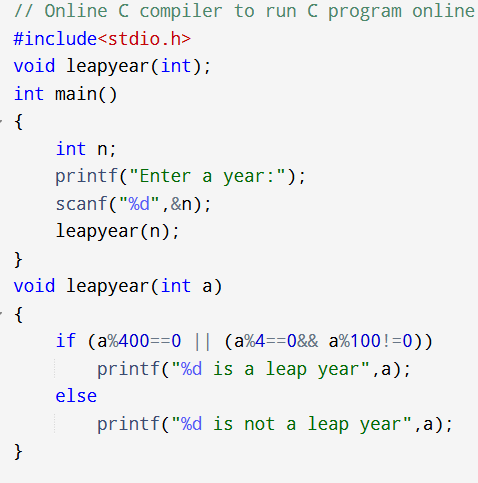 // Online C compiler to run C program online
#include<stdio.h>
void leapyear(int);
int main()
{
    int n;
    printf("Enter a year:");
    scanf("%d",&n);
    leapyear(n);
}
void leapyear(int a)
{
    if (a%400==0 || (a%4==0&& a%100!=0))
        printf("%d is a leap year",a);
    else
        printf("%d is not a leap year",a);
}